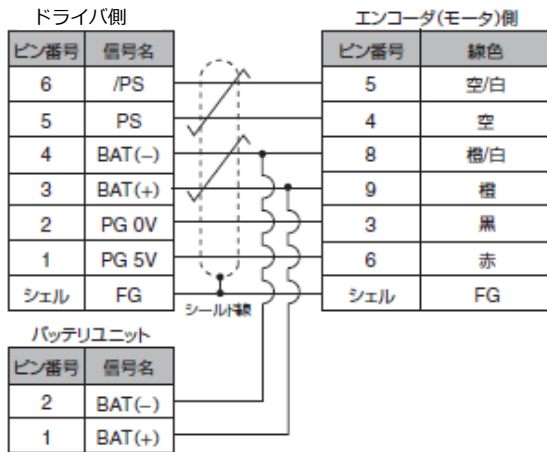 ドライバ側 エンコーダ(モータ)側
ピン番号 信号名 ピン番号 線色
6 /PS 5 空/白
5 PS 4 空
4 BAT(−) 8 橙/白
3 BAT(+) 9 橙
2 PG 0V 3 黒
1 PG 5V 6 赤
シェル FG シェル FG
シールド線
バッテリユニット
ピン番号 信号名
2 BAT(−)
1 BAT(+)